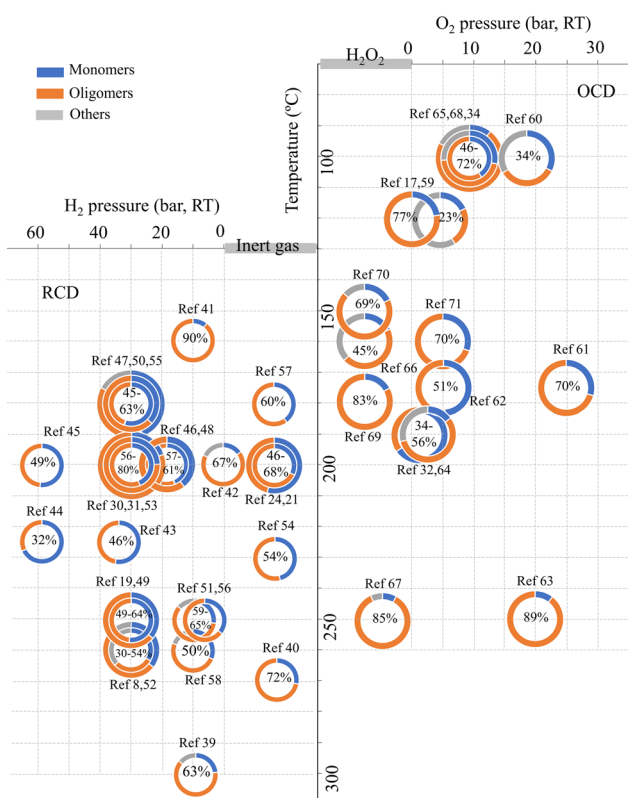 O2 pressure (bar, RT)
H2O2
0
10
20
30
Monomers
Oligomers
Others
OCD
Temperature (ºC)
Ref 65,68,34
Ref 60
46-
72%
34%
100
Ref 17,59
77%
23%
H2 pressure (bar, RT)
60
40
20
0
Inert gas
RCD
Ref 70
69%
150
Ref 41
90%
Ref 71
70%
45%
Ref 47,50,55
45-
63%
Ref 57
60%
Ref 66
83%
Ref 69
51%
Ref 62
Ref 61
70%
34-
56%
Ref 32,64
Ref 45
49%
Ref 46,48
56-
80%
57-
61%
67%
Ref 42
46-
68%
Ref 24,21
200
Ref 30,31,53
Ref 44
32%
Ref 43
46%
Ref 54
54%
Ref 19,49
49-64%
Ref 51,56
59-
65%
Ref 67
85%
Ref 63
89%
250
30-54%
Ref 8,52
50%
Ref 58
Ref 40
72%
Ref 39
63%
300